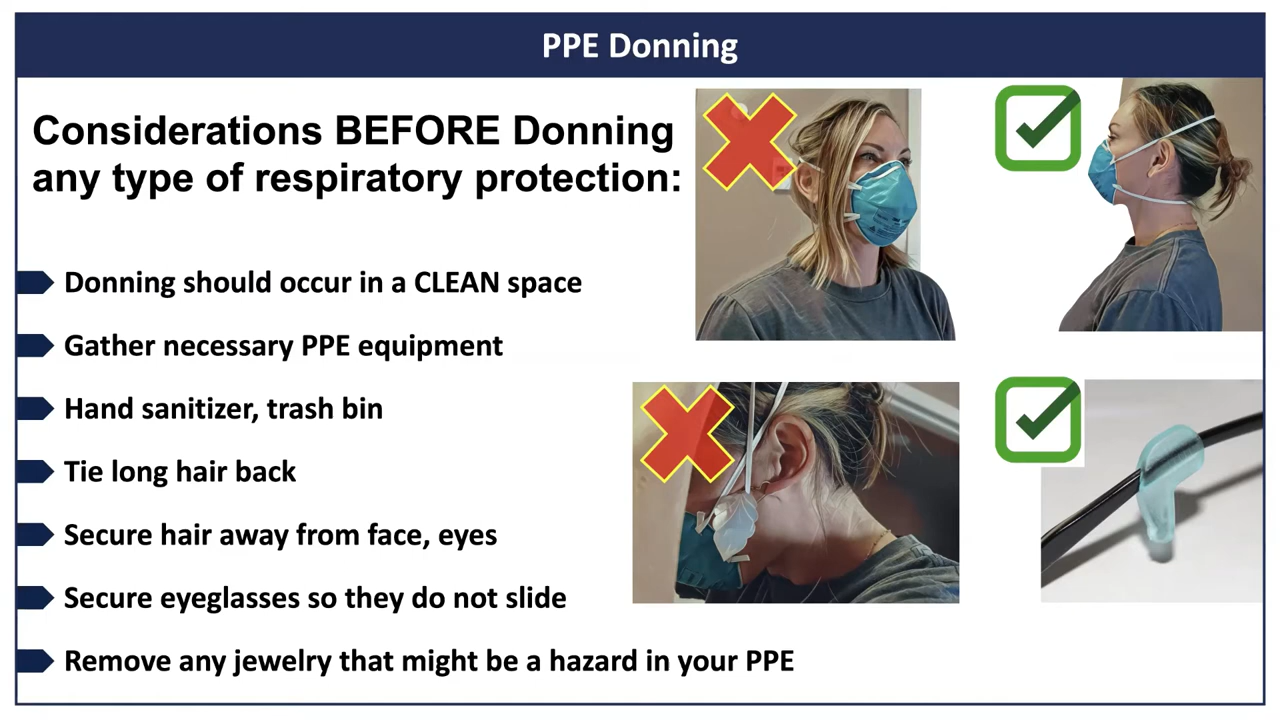 PPE Donning
Considerations BEFORE Donning
any type of respiratory protection:
Donning should occur in a CLEAN space
Gather necessary PPE equipment
Hand sanitizer, trash bin
Tie long hair back
Secure hair away from face, eyes
Secure eyeglasses so they do not slide
Remove any jewelry that might be a hazard in your PPE